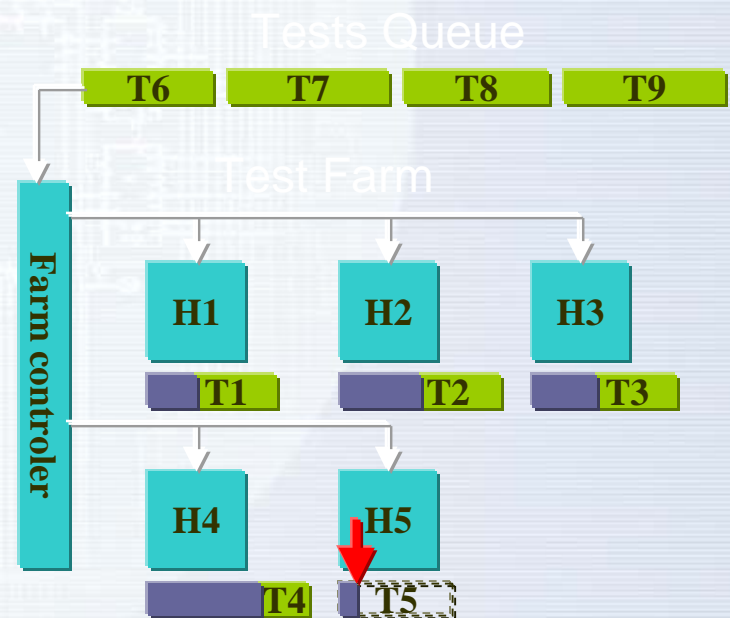 Tests Queue
T6 T7 T8 T9
Test Farm
Farm controler
H1 H2 H3
T1 T2 T3
H4 H5
T4 T5